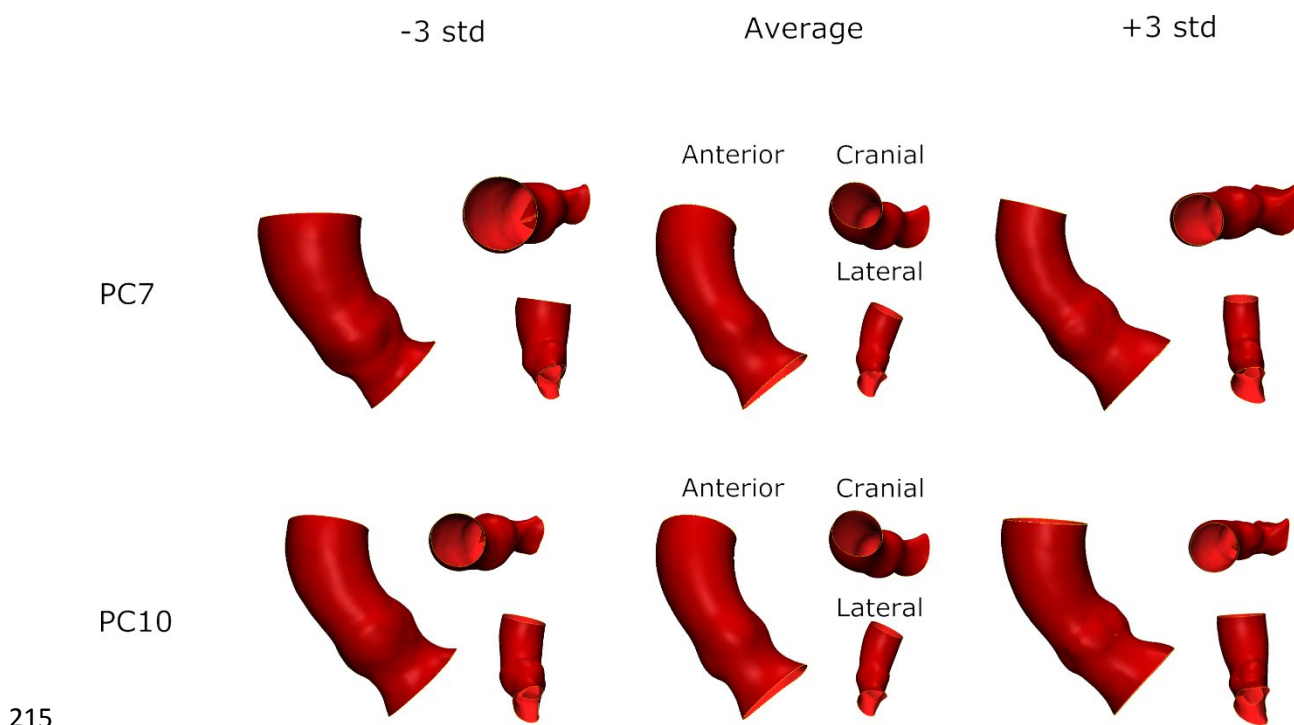 -3 std Average +3 std
Anterior Cranial
Lateral
PC7
Anterior Cranial
Lateral
PC10
215